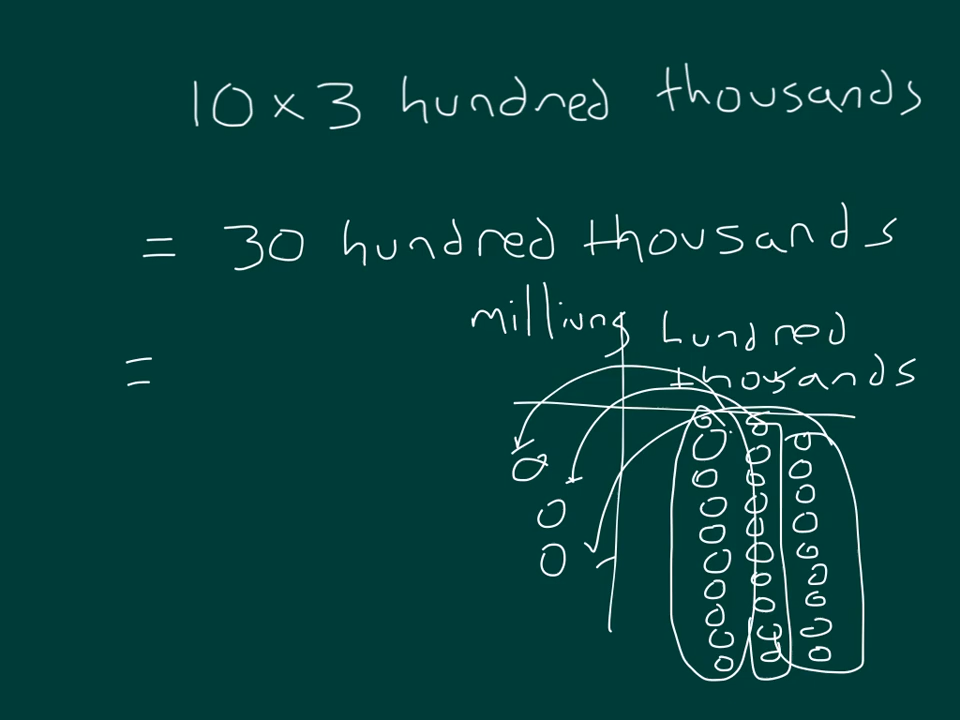 10 x 3 hundred thousands
= 30 hundred thousands
millions hundred
thousands
=